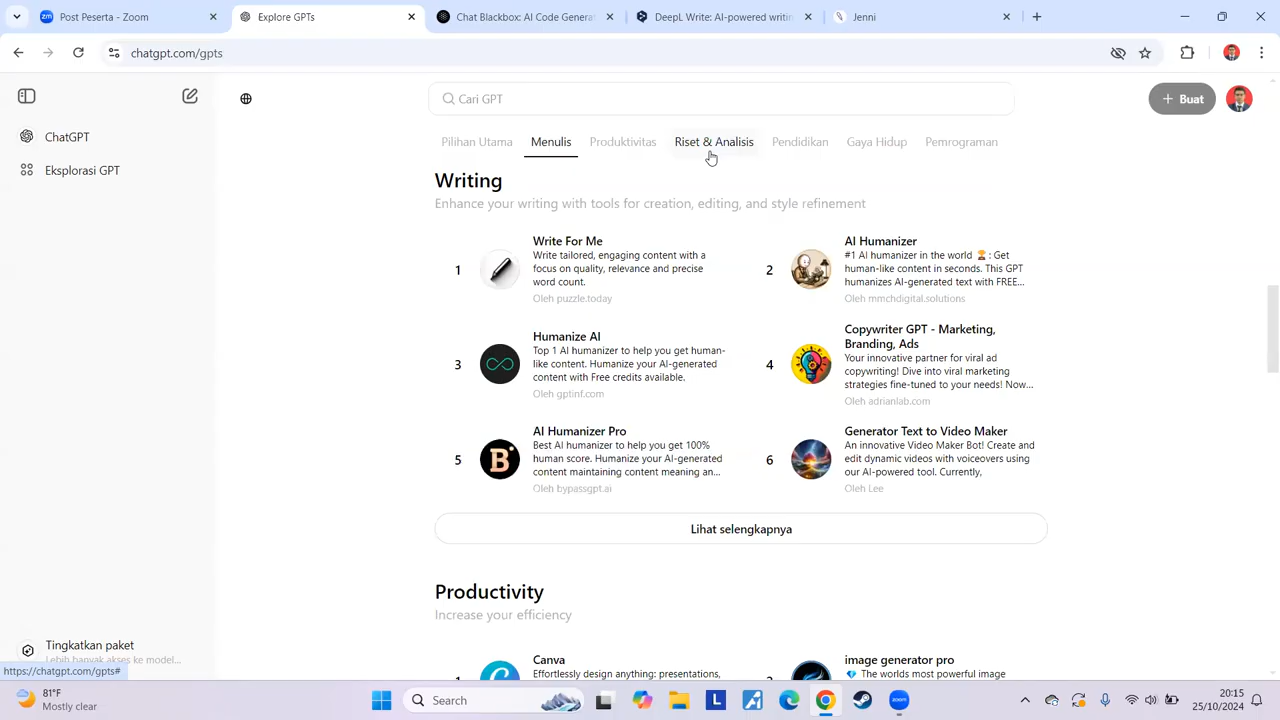 Post Peserta - Zoom
Explore GPTs
Chat Blackbox: AI Code Genera
DeepL Write: AI-powered writin
Jenni
chatgpt.com/gpts
Cari GPT
Buat
ChatGPT
Eksplorasi GPT
Pilihan Utama
Menulis
Produktivitas
Riset & Analisis
Pendidikan
Gaya Hidup
Pemrograman
Writing
Enhance your writing with tools for creation, editing, and style refinement
1
Write For Me
Write tailored, engaging content with a
focus on quality, relevance and precise
word count.
Oleh puzzle.today
2
AI Humanizer
#1 AI humanizer in the world 🏆: Get
human-like content in seconds. This GPT
humanizes AI-generated text with FREE...
Oleh mmchdigital.solutions
3
Humanize AI
Top 1 AI humanizer to help you get human-
like content. Humanize your AI-generated
content with Free credits available.
Oleh gptinf.com
4
Copywriter GPT - Marketing,
Branding, Ads
Your innovative partner for viral ad
copywriting! Dive into viral marketing
strategies fine-tuned to your needs! Now...
Oleh adrianlab.com
5
B
AI Humanizer Pro
Best AI humanizer to help you get 100%
human score. Humanize your AI-generated
content maintaining content meaning an...
Oleh bypassgpt.ai
6
Generator Text to Video Maker
An innovative Video Maker Bot! Create and
edit dynamic videos with voiceovers using
our AI-powered tool. Currently,
Oleh Lee
Lihat selengkapnya
Productivity
Increase your efficiency
Canva
Effortlessly design anything: presentations,
image generator pro
💎 The worlds most powerful image
Tingkatkan paket
Lebih banyak akses ke model...
https://chatgpt.com/gpts#
81°F
Mostly clear
Search
20:15
25/10/2024